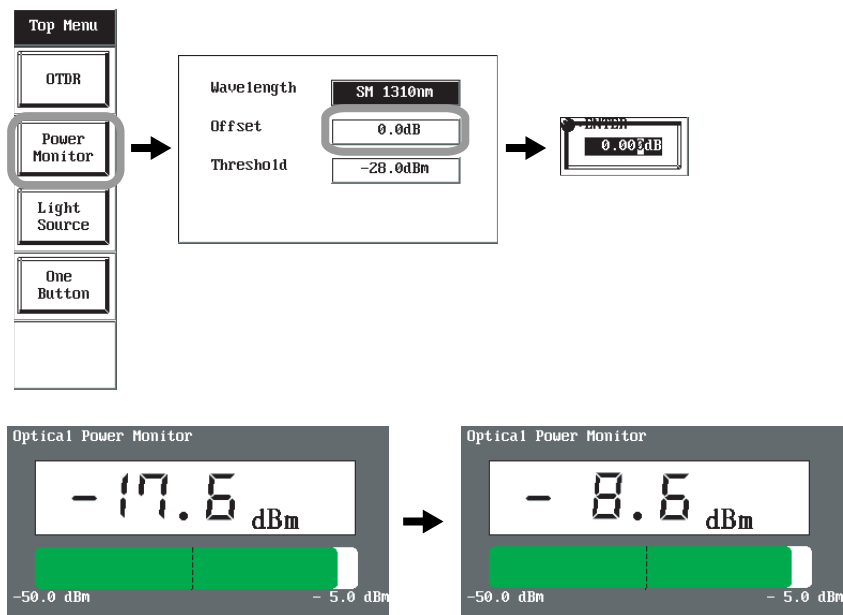 Top Menu
OTDR
Power
Monitor
Light
Source
One
Button
Wavelength
SM 1310nm
Offset
0.0dB
Threshold
-28.0dBm
ENTER
0.000dB
Optical Power Monitor
-17.6 dBm
-50.0 dBm
- 5.0 dBm
Optical Power Monitor
- 8.6 dBm
-50.0 dBm
- 5.0 dBm